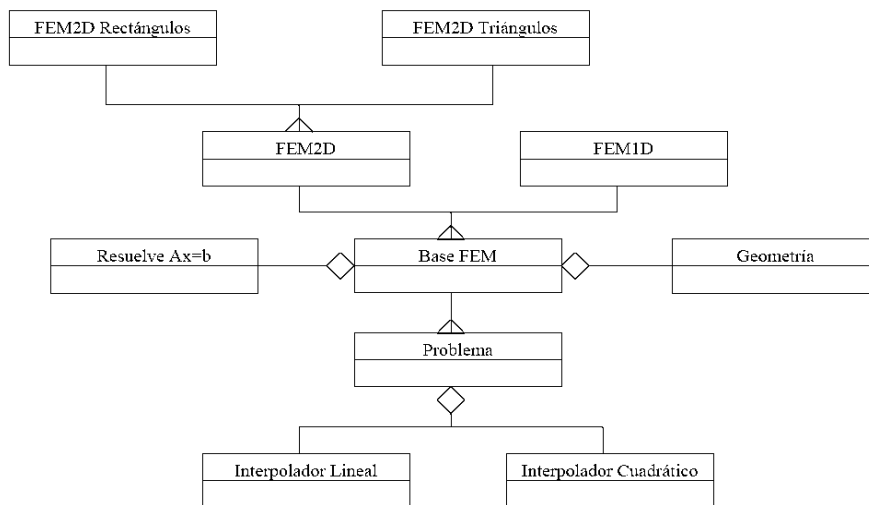 FEM2D Rectángulos
FEM2D Triángulos
FEM2D
FEM1D
Resuelve Ax=b
Base FEM
Geometría
Problema
Interpolador Lineal
Interpolador Cuadrático